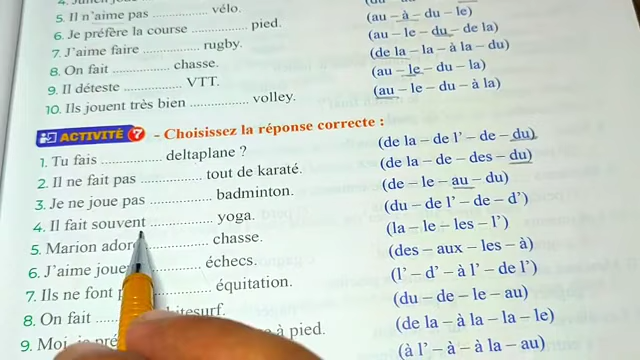 5. Il n'aime pas .............. vélo. (au – à – du – le)
6. Je préfère la course .............. pied. (au – le – du – de la)
7. J'aime faire .............. rugby. (de la – la – à la – du)
8. On fait .............. chasse. (au – le – du – la)
9. Il déteste .............. VTT. (au – le – du – à la)
10. Ils jouent très bien .............. volley.
ACTIVITÉ 7 - Choisissez la réponse correcte :
1. Tu fais .............. deltaplane ? (de la – de l' – de – du)
2. Il ne fait pas .............. tout de karaté. (de la – de – des – du)
3. Je ne joue pas .............. badminton. (de – le – au – du)
4. Il fait souvent .............. yoga. (du – de l' – de – d')
5. Marion adore .............. chasse. (la – le – les – l')
6. J'aime jouer .............. échecs. (des – aux – les – à)
7. Ils ne font .............. équitation. (l' – d' – à l' – de l')
8. On fait .............. (du – de – le – au)
9. Moi, à pied. (de la – à la – la – le)
(à l' – à – à la – au)